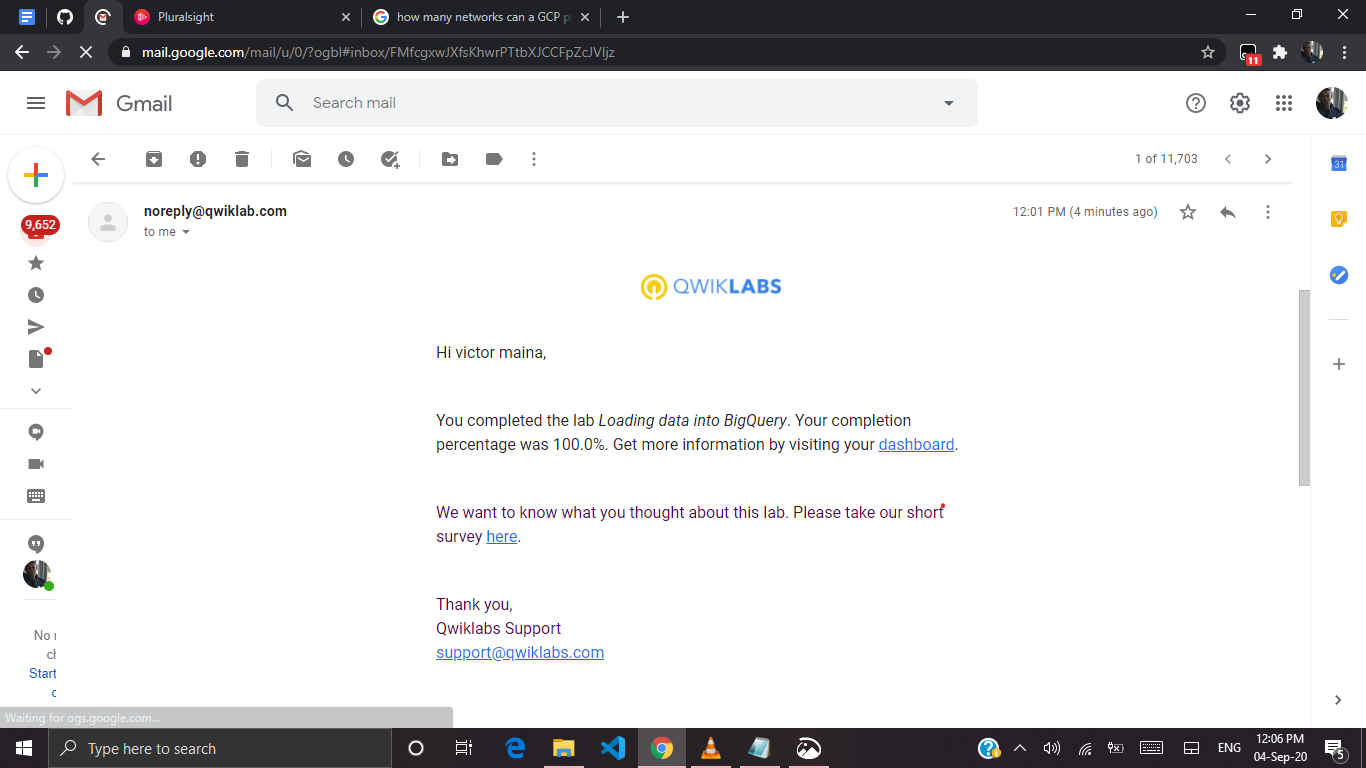 Pluralsight
how many networks can a GCP p
mail.google.com/mail/u/0/?ogbl#inbox/FMfcgxwJXfsKhwrPTtbXJCCFpZcJVljz
11
Gmail
Search mail
1 of 11,703
31
9,652
noreply@qwiklab.com
12:01 PM (4 minutes ago)
to me
QWIKLABS
Hi victor maina,
You completed the lab Loading data into BigQuery. Your completion
percentage was 100.0%. Get more information by visiting your dashboard.
We want to know what you thought about this lab. Please take our short
survey here.
Thank you,
Qwiklabs Support
support@qwiklabs.com
No
Start
Waiting for ogs.google.com...
Type here to search
ENG
12:06 PM
04-Sep-20
5